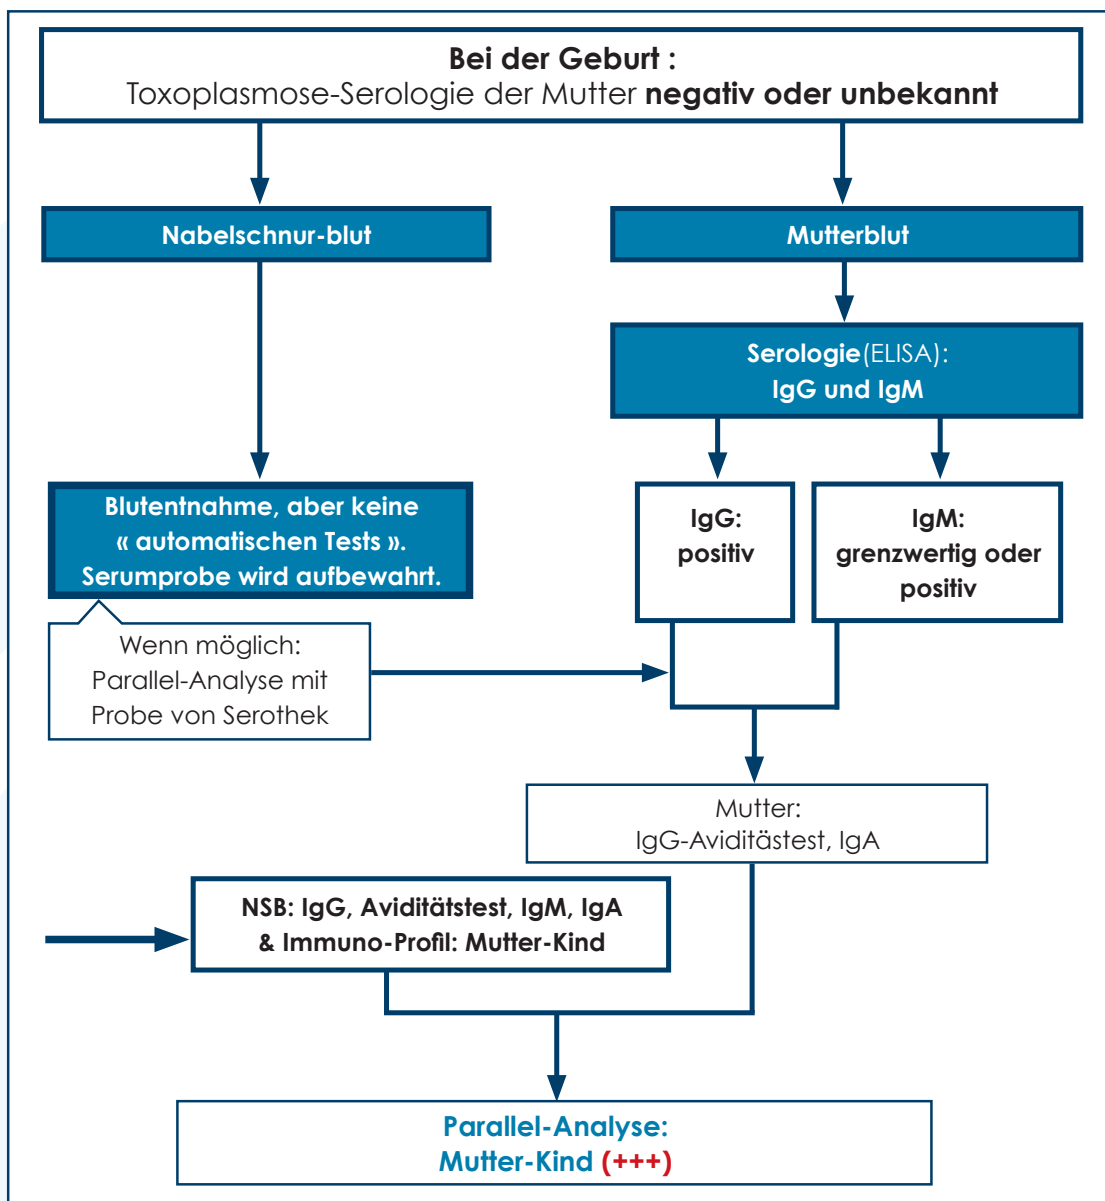 Bei der Geburt :
Toxoplasmose-Serologie der Mutter negativ oder unbekannt
Nabelschnur-blut
Mutterblut
Serologie(ELISA):
IgG und IgM
Blutentnahme, aber keine
« automatischen Tests ».
Serumprobe wird aufbewahrt.
IgG:
positiv
IgM:
grenzwertig oder
positiv
Wenn möglich:
Parallel-Analyse mit
Probe von Serothek
Mutter:
IgG-Aviditästest, IgA
NSB: IgG, Aviditätstest, IgM, IgA
& Immuno-Profil: Mutter-Kind
Parallel-Analyse:
Mutter-Kind (+++)